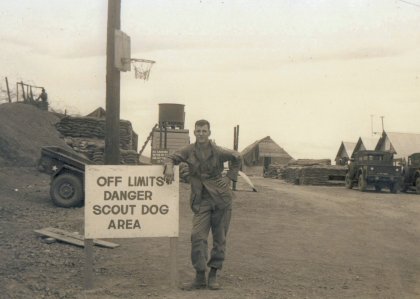 OFF LIMITS
DANGER
SCOUT DOG
AREA